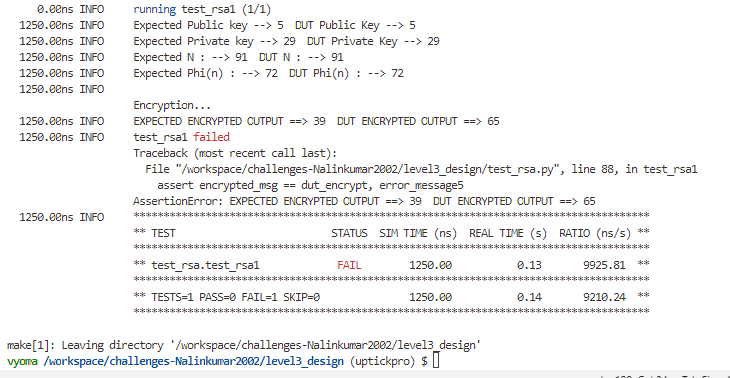 0.00ns INFO     running test_rsa1 (1/1)
1250.00ns INFO     Expected Public key --> 5  DUT Public Key --> 5
1250.00ns INFO     Expected Private key --> 29  DUT Private Key --> 29
1250.00ns INFO     Expected N : --> 91  DUT N : --> 91
1250.00ns INFO     Expected Phi(n) : --> 72  DUT Phi(n) : --> 72
1250.00ns INFO
Encryption...
1250.00ns INFO     EXPECTED ENCRYPTED OUTPUT ==> 39  DUT ENCRYPTED OUTPUT ==> 65
1250.00ns INFO     test_rsa1 failed
Traceback (most recent call last):
File "/workspace/challenges-Nalinkumar2002/level3_design/test_rsa.py", line 88, in test_rsa1
assert encrypted_msg == dut_encrypt, error_message5
AssertionError: EXPECTED ENCRYPTED OUTPUT ==> 39  DUT ENCRYPTED OUTPUT ==> 65
1250.00ns INFO     **************************************************************************************
** TEST                          STATUS  SIM TIME (ns)  REAL TIME (s)  RATIO (ns/s) **
**************************************************************************************
** test_rsa.test_rsa1             FAIL        1250.00           0.13       9925.81  **
**************************************************************************************
** TESTS=1 PASS=0 FAIL=1 SKIP=0               1250.00           0.14       9210.24  **
**************************************************************************************
make[1]: Leaving directory '/workspace/challenges-Nalinkumar2002/level3_design'
vyoma /workspace/challenges-Nalinkumar2002/level3_design (uptickpro) $